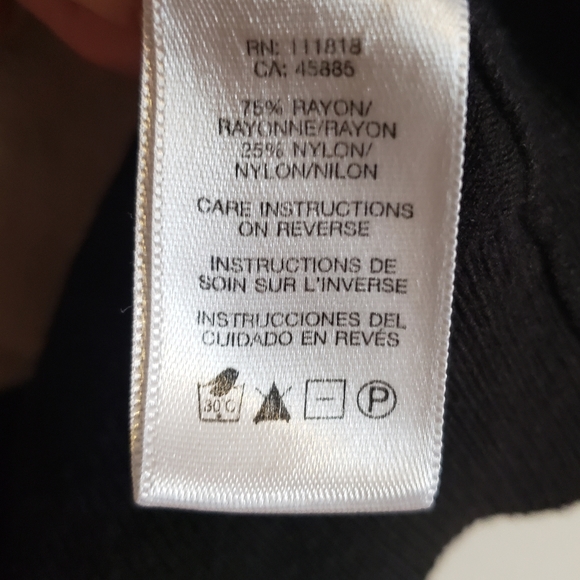 RN: 111818
CA: 45885
75% RAYON/
RAYONNE/RAYON
25% NYLON/
NYLON/NILON
CARE INSTRUCTIONS
ON REVERSE
INSTRUCTIONS DE
SOIN SUR L'INVERSE
INSTRUCCIONES DEL
CUIDADO EN REVÉS
30°C P